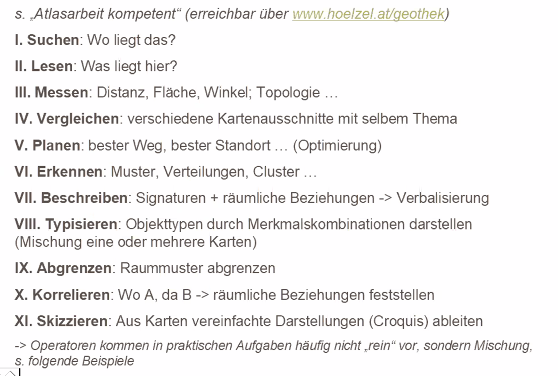 s. „Atlasarbeit kompetent“ (erreichbar über www.hoelzel.at/geothek)
I. Suchen: Wo liegt das?
II. Lesen: Was liegt hier?
III. Messen: Distanz, Fläche, Winkel; Topologie …
IV. Vergleichen: verschiedene Kartenausschnitte mit selbem Thema
V. Planen: bester Weg, bester Standort … (Optimierung)
VI. Erkennen: Muster, Verteilungen, Cluster …
VII. Beschreiben: Signaturen + räumliche Beziehungen -> Verbalisierung
VIII. Typisieren: Objekttypen durch Merkmalskombinationen darstellen
(Mischung eine oder mehrere Karten)
IX. Abgrenzen: Raummuster abgrenzen
X. Korrelieren: Wo A, da B -> räumliche Beziehungen feststellen
XI. Skizzieren: Aus Karten vereinfachte Darstellungen (Croquis) ableiten
-> Operatoren kommen in praktischen Aufgaben häufig nicht „rein“ vor, sondern Mischung,
s. folgende Beispiele